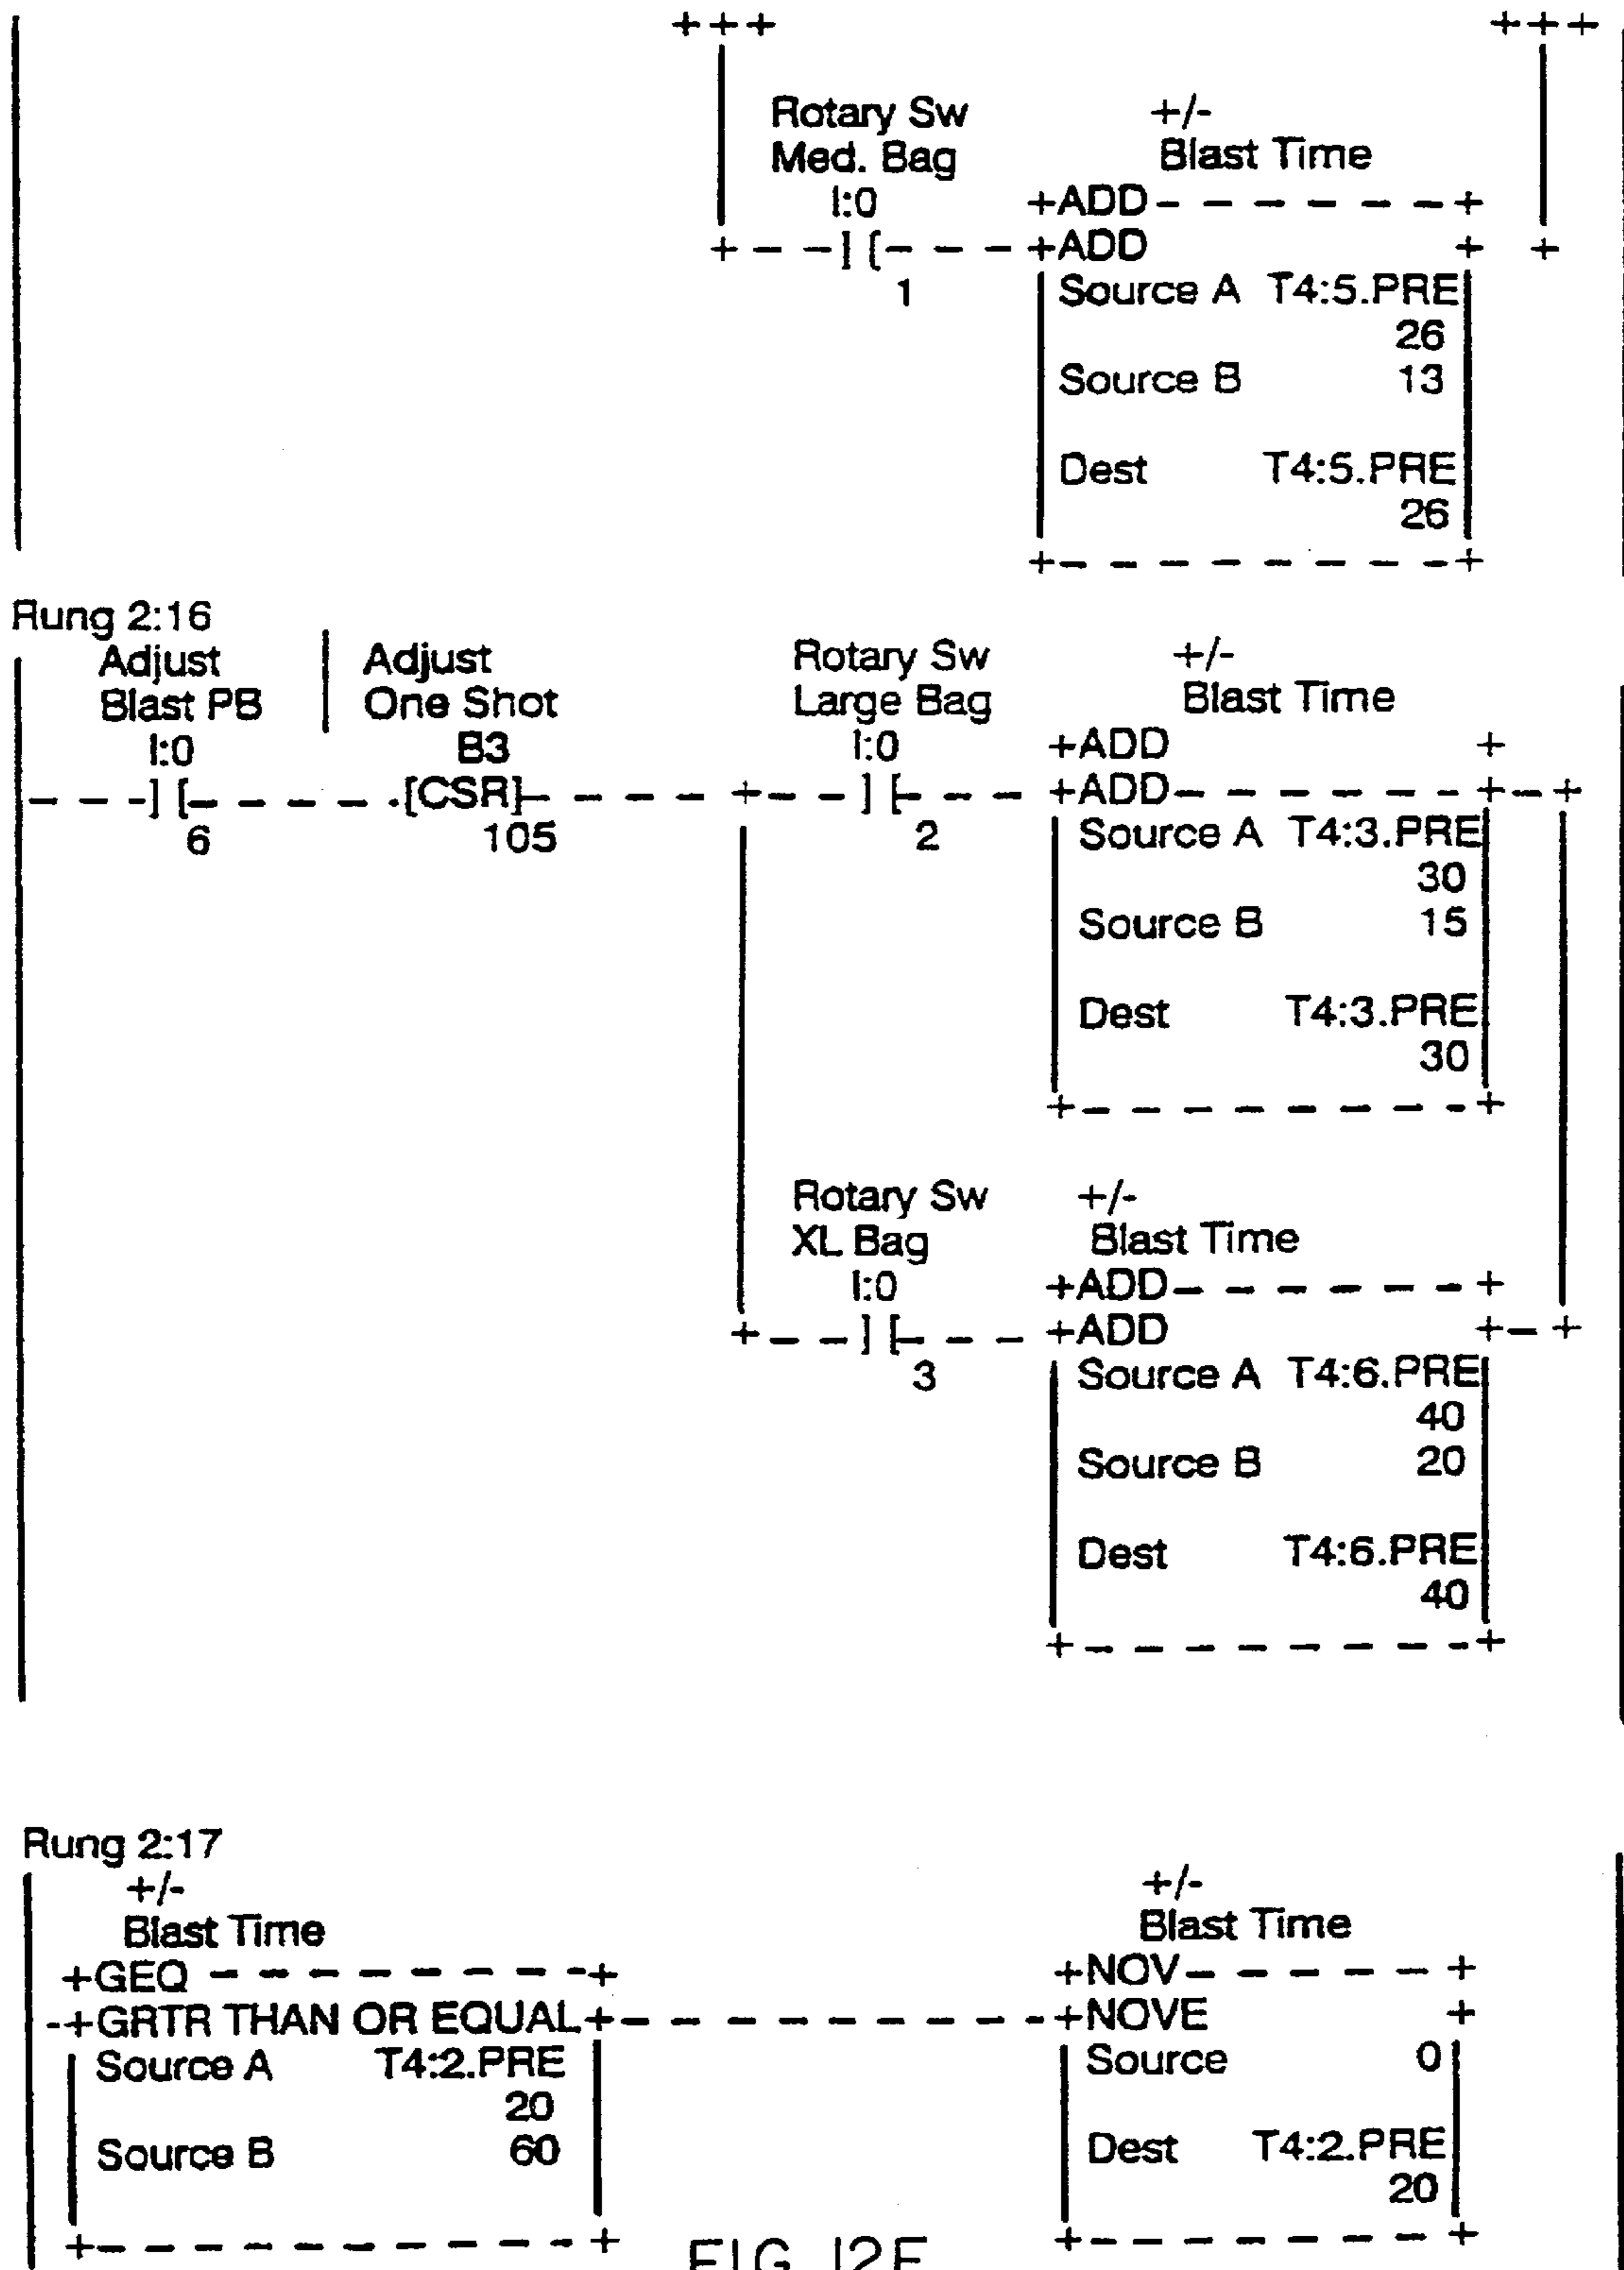 +++ +++
Rotary Sw +/-
Med. Bag Blast Time
I:0 +ADD- - - - - - -+
+- - -] [- - - +ADD + +
1 Source A T4:5.PRE
26
Source B 13
Dest T4:5.PRE
26
+- - - - - - - -+
Rung 2:16
Adjust Adjust Rotary Sw +/-
Blast PB One Shot Large Bag Blast Time
I:0 B3 I:0 +ADD +
- - -] [- - - - -.[CSR]- - - - +- - -] [- - - +ADD- - - - - - -+-+
6 105 2 Source A T4:3.PRE
30
Source B 15
Dest T4:3.PRE
30
+- - - - - - - -+
Rotary Sw +/-
XL Bag Blast Time
I:0 +ADD- - - - - - -+
+- - -] [- - - +ADD +- +
3 Source A T4:6.PRE
40
Source B 20
Dest T4:6.PRE
40
+- - - - - - - -+
Rung 2:17
+/- +/-
Blast Time Blast Time
+GEQ - - - - - - - -+ +NOV- - - - - +
-+GRTR THAN OR EQUAL+- - - - - - - - -+NOVE +
Source A T4:2.PRE Source 0
20
Source B 60 Dest T4:2.PRE
20
+- - - - - - - - - -+ +- - - - - - - +